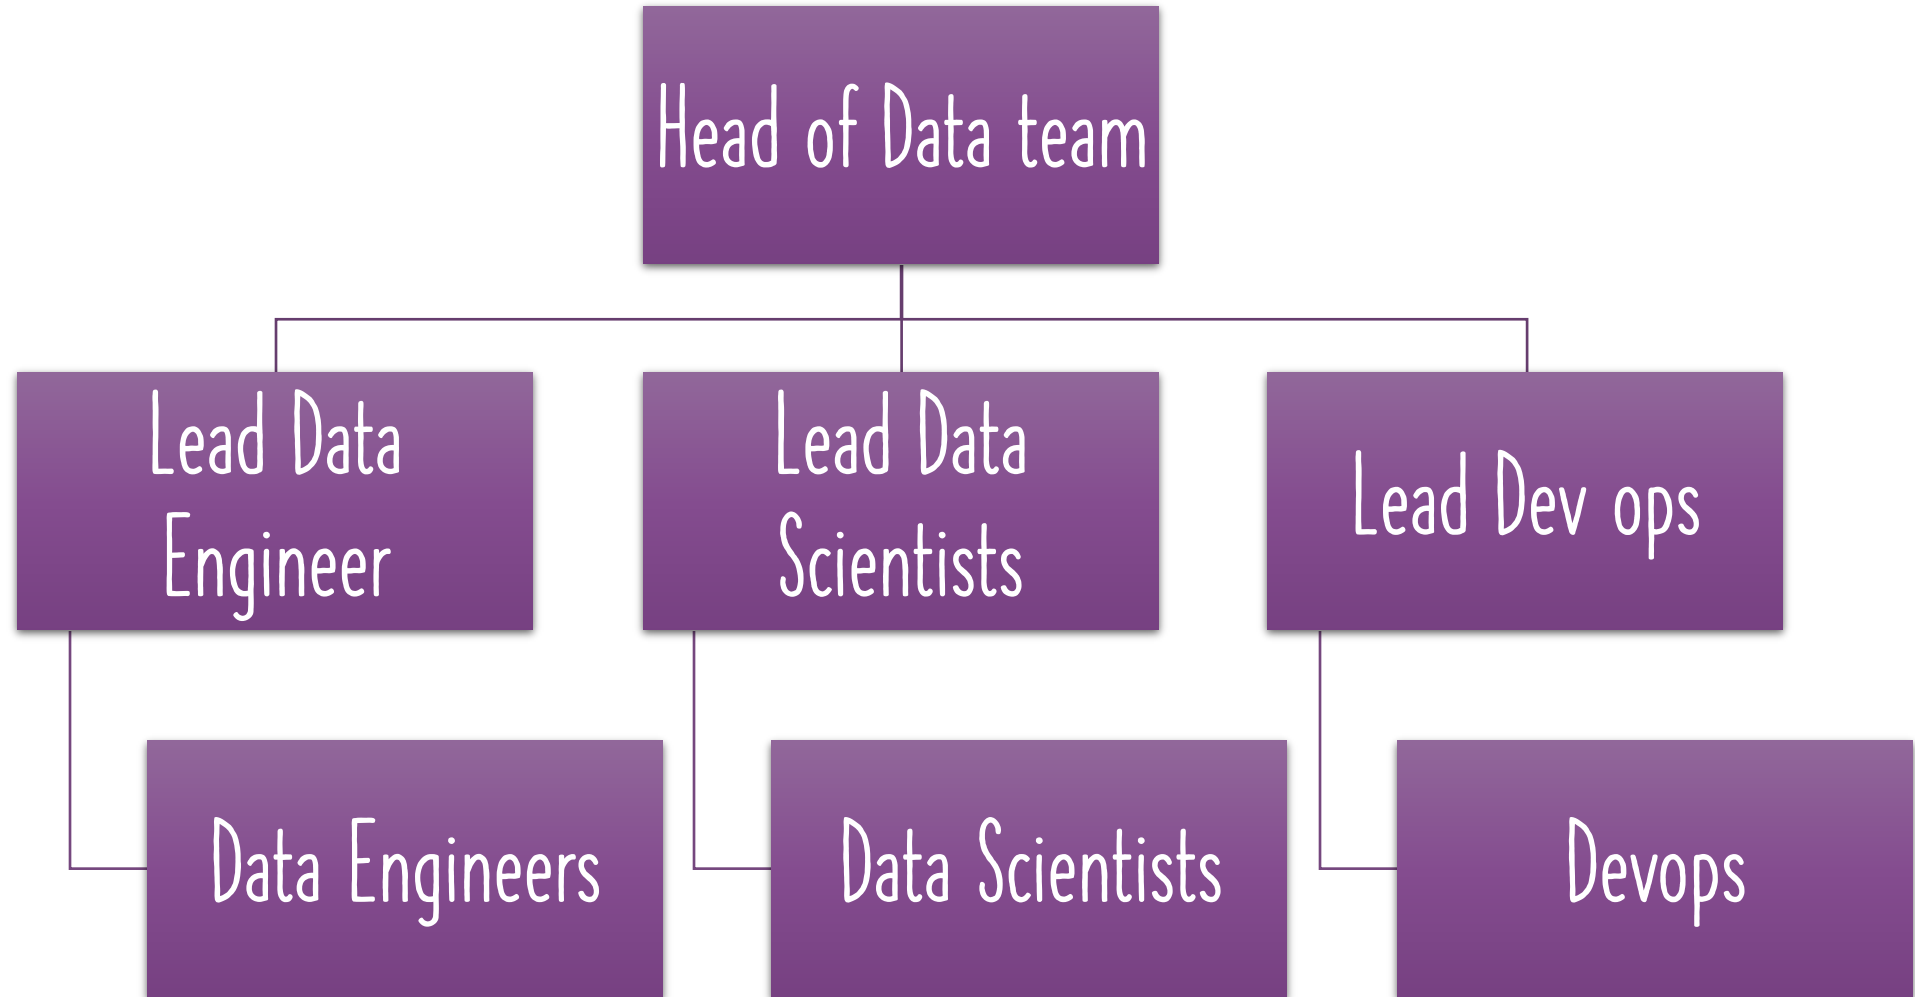 Head of Data team
Lead Data
Engineer
Lead Data
Scientists
Lead Dev ops
Data Engineers
Data Scientists
Devops